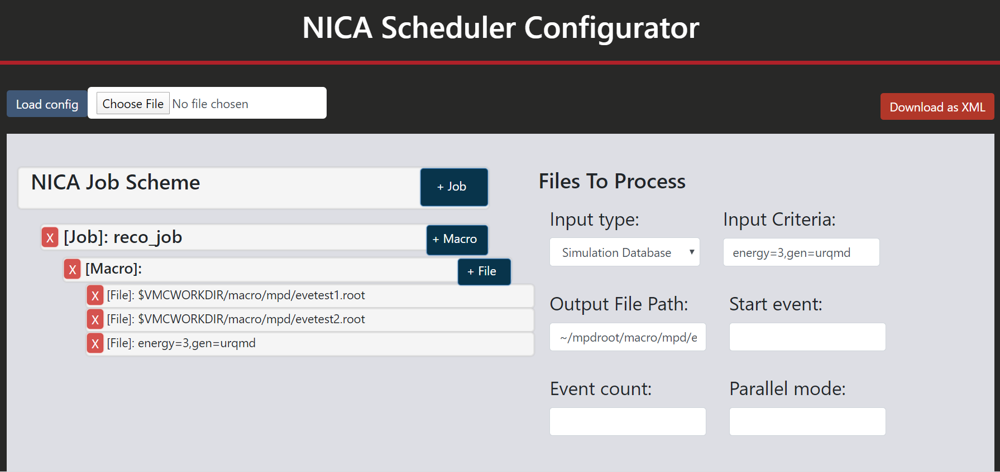 NICA Scheduler Configurator
Load config
Choose File No file chosen
Download as XML
NICA Job Scheme
+ Job
X [Job]: reco_job
+ Macro
X [Macro]:
+ File
X [File]: $VMCWORKDIR/macro/mpd/evetest1.root
X [File]: $VMCWORKDIR/macro/mpd/evetest2.root
X [File]: energy=3,gen=urqmd
Files To Process
Input type:
Input Criteria:
Simulation Database
energy=3,gen=urqmd
Output File Path:
Start event:
~/mpdroot/macro/mpd/e
Event count:
Parallel mode: